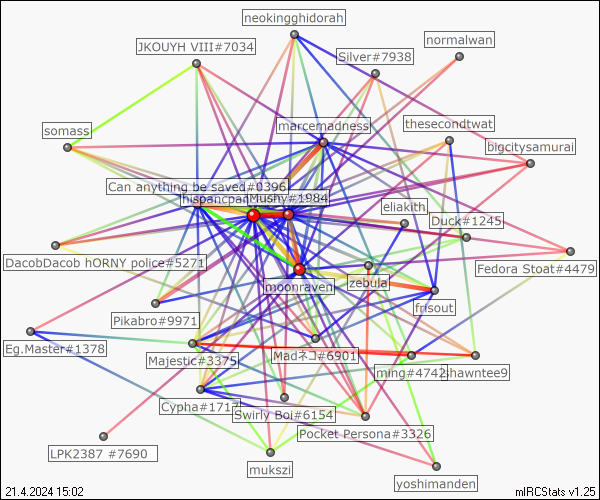 neokingghidorah
JKOUYH VIII#7034
normalwan
Silver#7938
marcemadness
thesecondtwat
somass
bigcitysamurai
Can anything be saved#0396
hispancpan
Mushy#1984
eliakith
Duck#1245
DacobDacob hORNY police#5271
Fedora Stoat#4479
moonraven
zebula
frisout
Pikabro#9971
Eg.Master#1378
Majestic#3375
Madネコ#6901
ming#4742
shawntee9
Cypha#1717
Swirly Boi#6154
Pocket Persona#3326
LPK2387 #7690
mukszi
yoshimanden
21.4.2024 15:02
mIRCStats v1.25